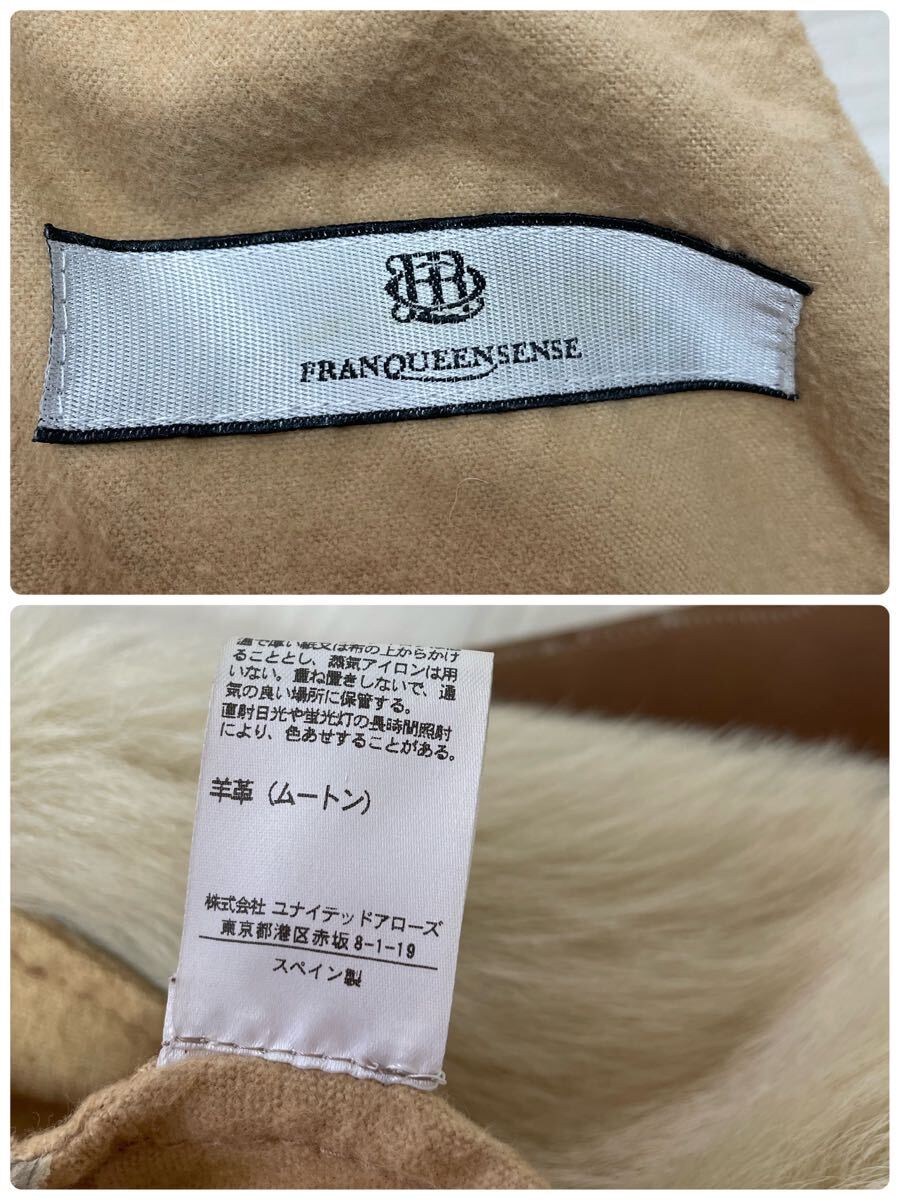 FRANQUEENSENSE
温で厚い紙又は布の上からかけ
ることとし、蒸気アイロンは用
いない。重ね置きしないで、通
気の良い場所に保管する。
直射日光や蛍光灯の長時間照射
により、色あせすることがある。
羊革（ムートン）
株式会社 ユナイテッドアローズ
東京都港区赤坂8-1-19
スペイン製